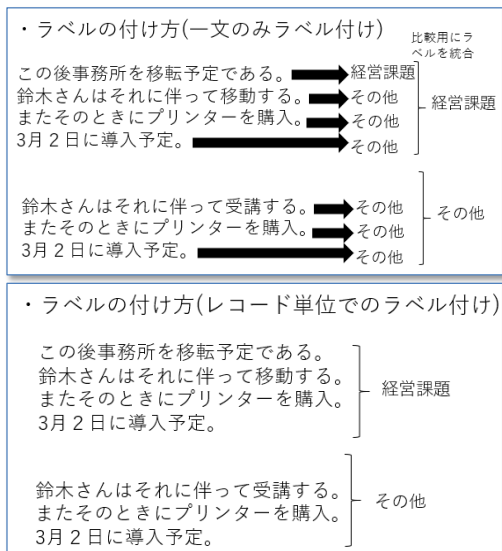 ・ラベルの付け方(一文のみラベル付け)
比較用にラ
ベルを統合
この後事務所を移転予定である。 経営課題
鈴木さんはそれに伴って移動する。 その他
またそのときにプリンターを購入。 その他
3月2日に導入予定。 その他
経営課題
鈴木さんはそれに伴って受講する。 その他
またそのときにプリンターを購入。 その他
3月2日に導入予定。 その他
その他
・ラベルの付け方(レコード単位でのラベル付け)
この後事務所を移転予定である。
鈴木さんはそれに伴って移動する。
またそのときにプリンターを購入。
3月2日に導入予定。
経営課題
鈴木さんはそれに伴って受講する。
またそのときにプリンターを購入。
3月2日に導入予定。
その他